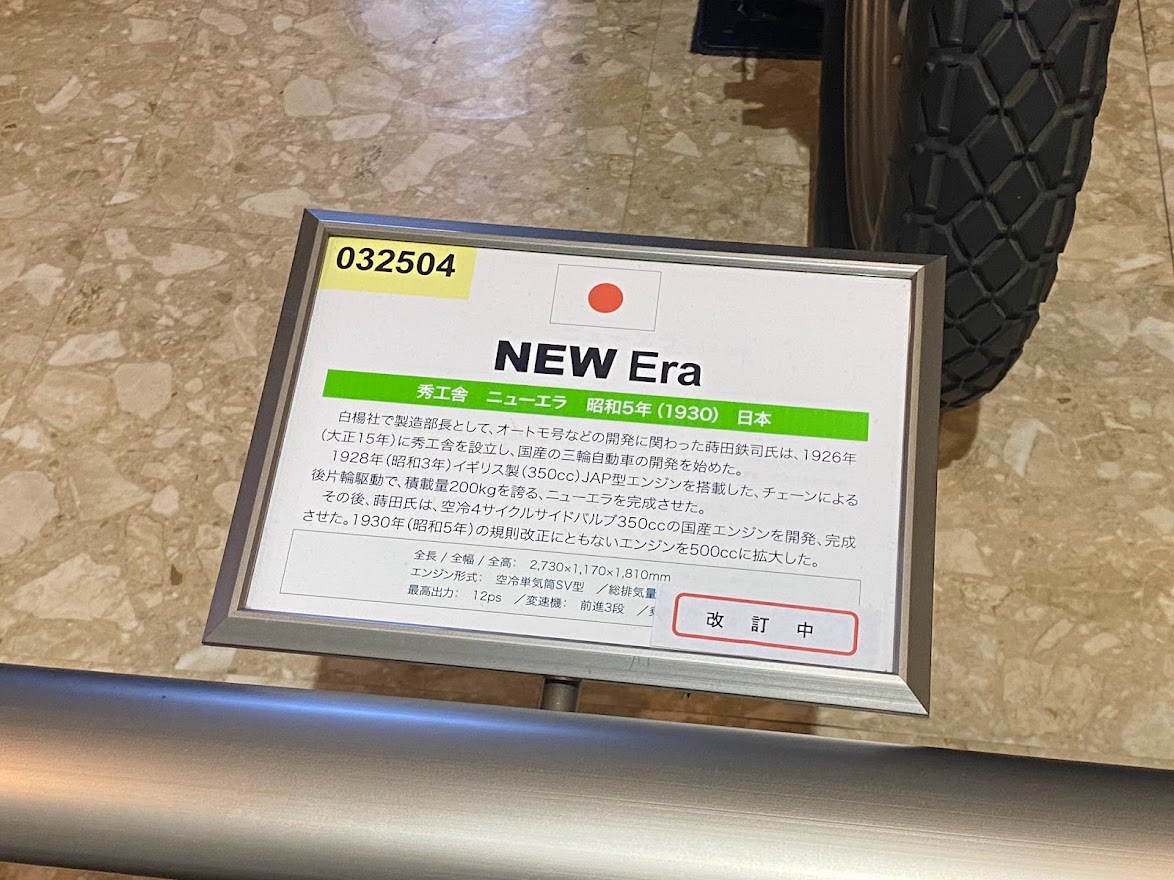 032504
NEW Era
秀工舎 ニューエラ 昭和5年(1930) 日本
白楊社で製造部長として、オートモ号などの開発に関わった蒔田鉄司氏は、1926年
(大正15年)に秀工舎を設立し、国産の三輪自動車の開発を始めた。
1928年(昭和3年)イギリス製(350cc)JAP型エンジンを搭載した、チェーンによる
後片輪駆動で、積載量200kgを誇る、ニューエラを完成させた。
その後、蒔田氏は、空冷4サイクルサイドバルブ350ccの国産エンジンを開発、完成
させた。1930年(昭和5年)の規則改正にともないエンジンを500ccに拡大した。
全長 / 全幅 / 全高: 2,730×1,170×1,810mm
エンジン形式: 空冷単気筒SV型 /総排気量
最高出力: 12ps /変速機: 前進3段 /
改訂中